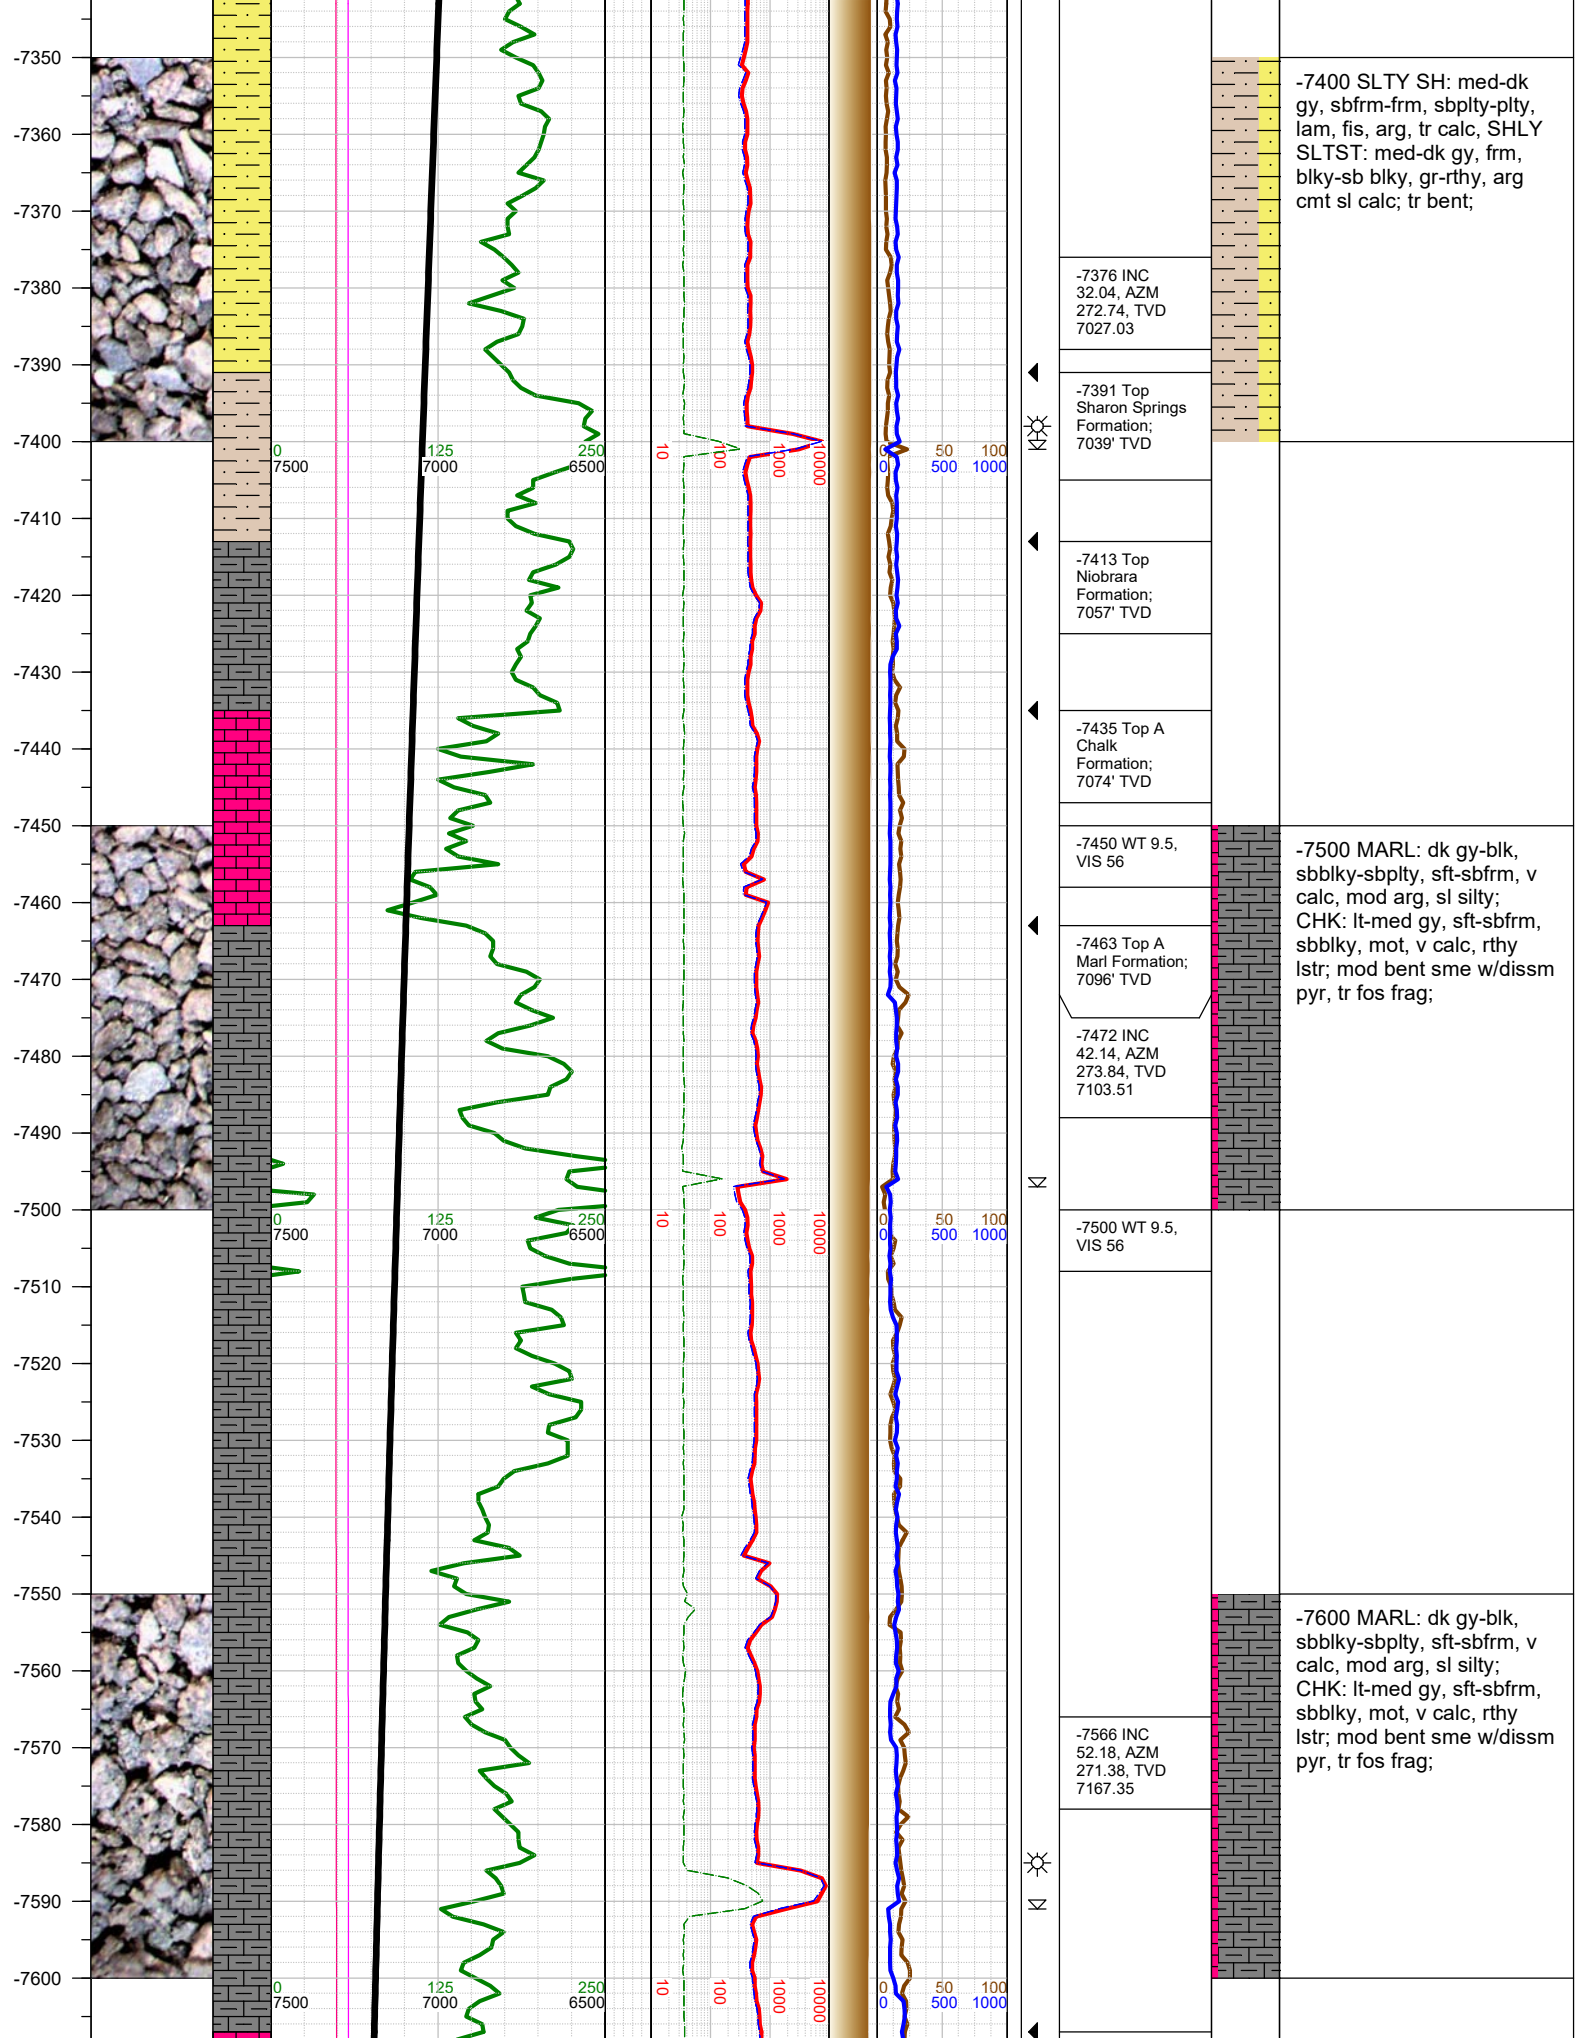 -7350
-7360
-7370
-7380
-7390
-7400
-7410
-7420
-7430
-7440
-7450
-7460
-7470
-7480
-7490
-7500
-7510
-7520
-7530
-7540
-7550
-7560
-7570
-7580
-7590
-7600
0 125 250
7500 7000 6500
10 100 1000 10000
0 50 100
0 500 1000
0 125 250
7500 7000 6500
10 100 1000 10000
0 50 100
0 500 1000
0 125 250
7500 7000 6500
10 100 1000 10000
0 50 100
0 500 1000
-7376 INC
32.04, AZM
272.74, TVD
7027.03
-7391 Top
Sharon Springs
Formation;
7039' TVD
-7413 Top
Niobrara
Formation;
7057' TVD
-7435 Top A
Chalk
Formation;
7074' TVD
-7450 WT 9.5,
VIS 56
-7463 Top A
Marl Formation;
7096' TVD
-7472 INC
42.14, AZM
273.84, TVD
7103.51
-7500 WT 9.5,
VIS 56
-7566 INC
52.18, AZM
271.38, TVD
7167.35
-7400 SLTY SH: med-dk
gy, sbfrm-frm, sbplty-plty,
lam, fis, arg, tr calc, SHLY
SLTST: med-dk gy, frm,
blky-sb blky, gr-rthy, arg
cmt sl calc; tr bent;
-7500 MARL: dk gy-blk,
sbblky-sbplty, sft-sbfrm, v
calc, mod arg, sl silty;
CHK: lt-med gy, sft-sbfrm,
sbblky, mot, v calc, rthy
lstr; mod bent sme w/dissm
pyr, tr fos frag;
-7600 MARL: dk gy-blk,
sbblky-sbplty, sft-sbfrm, v
calc, mod arg, sl silty;
CHK: lt-med gy, sft-sbfrm,
sbblky, mot, v calc, rthy
lstr; mod bent sme w/dissm
pyr, tr fos frag;